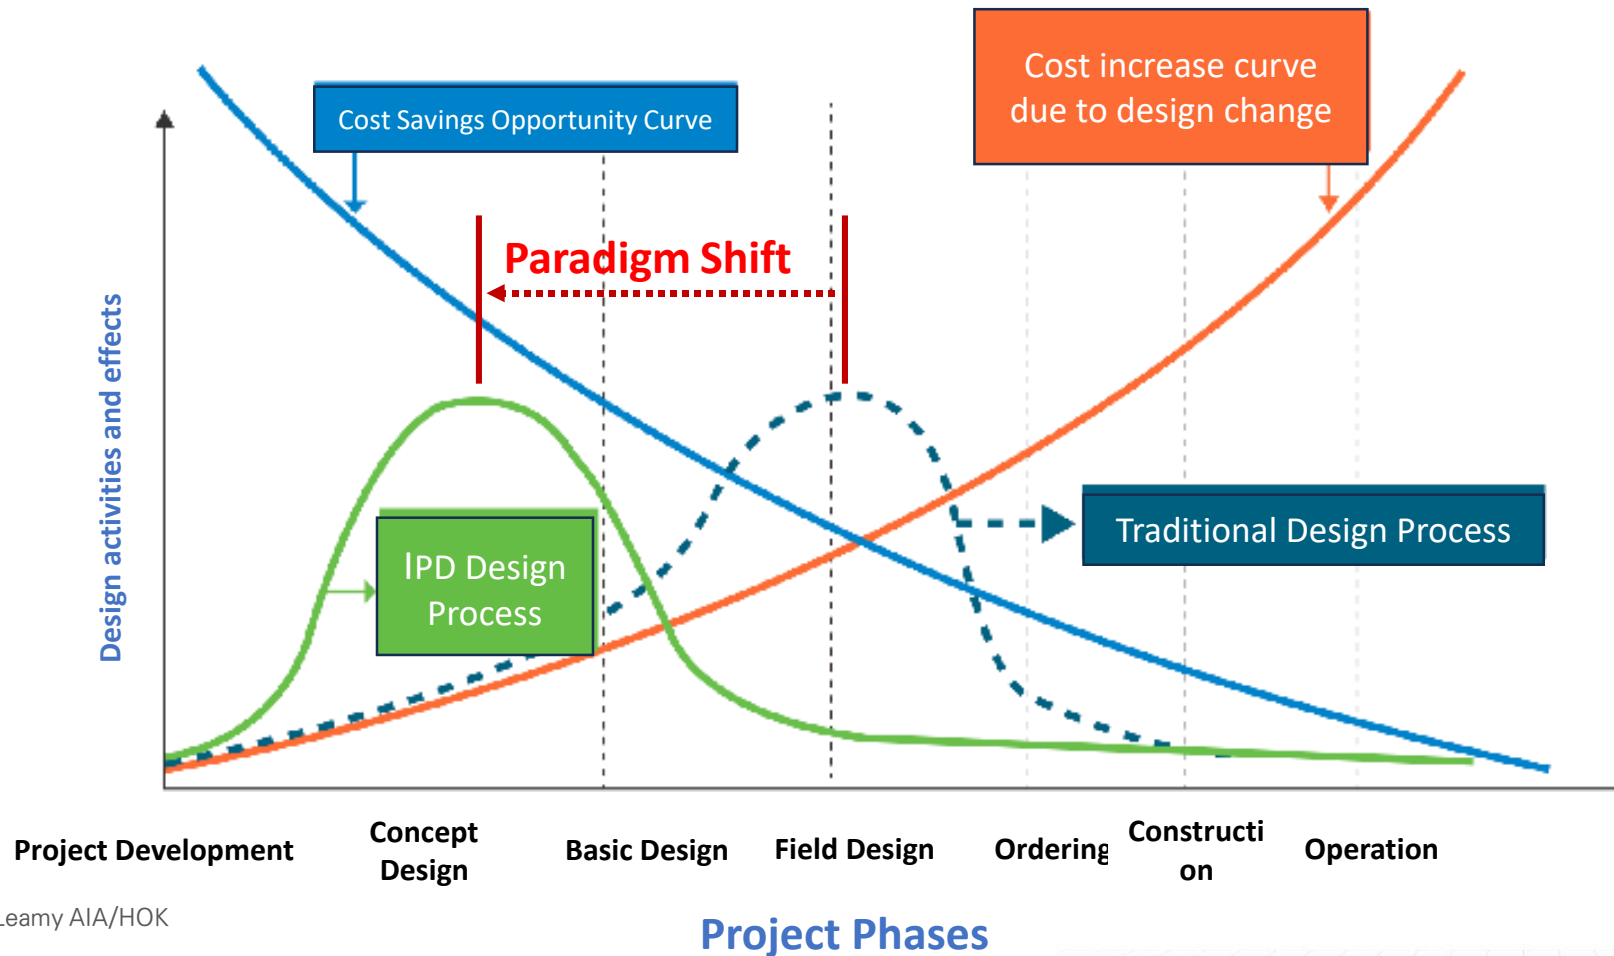 Cost increase curve
due to design change
Cost Savings Opportunity Curve
Paradigm Shift
Design activities and effects
Traditional Design Process
IPD Design
Process
Project Development
Concept
Design
Basic Design
Field Design
Ordering
Constructi
on
Operation
Leamy AIA/HOK
Project Phases